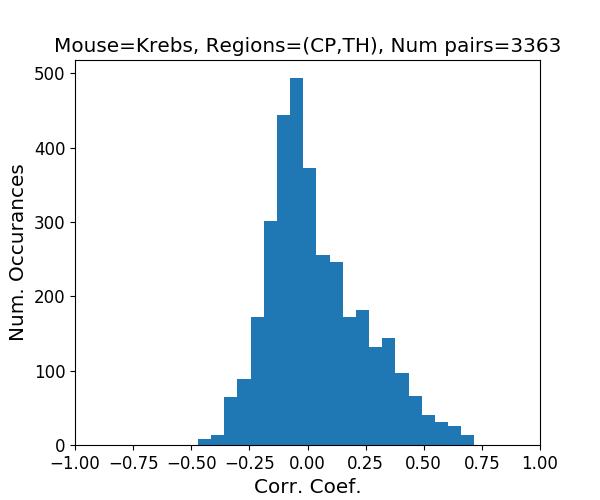 Mouse=Krebs, Regions=(CP,TH), Num pairs=3363
500
400
300
200
100
0
Num. Occurances
−1.00 −0.75 −0.50 −0.25 0.00 0.25 0.50 0.75 1.00
Corr. Coef.